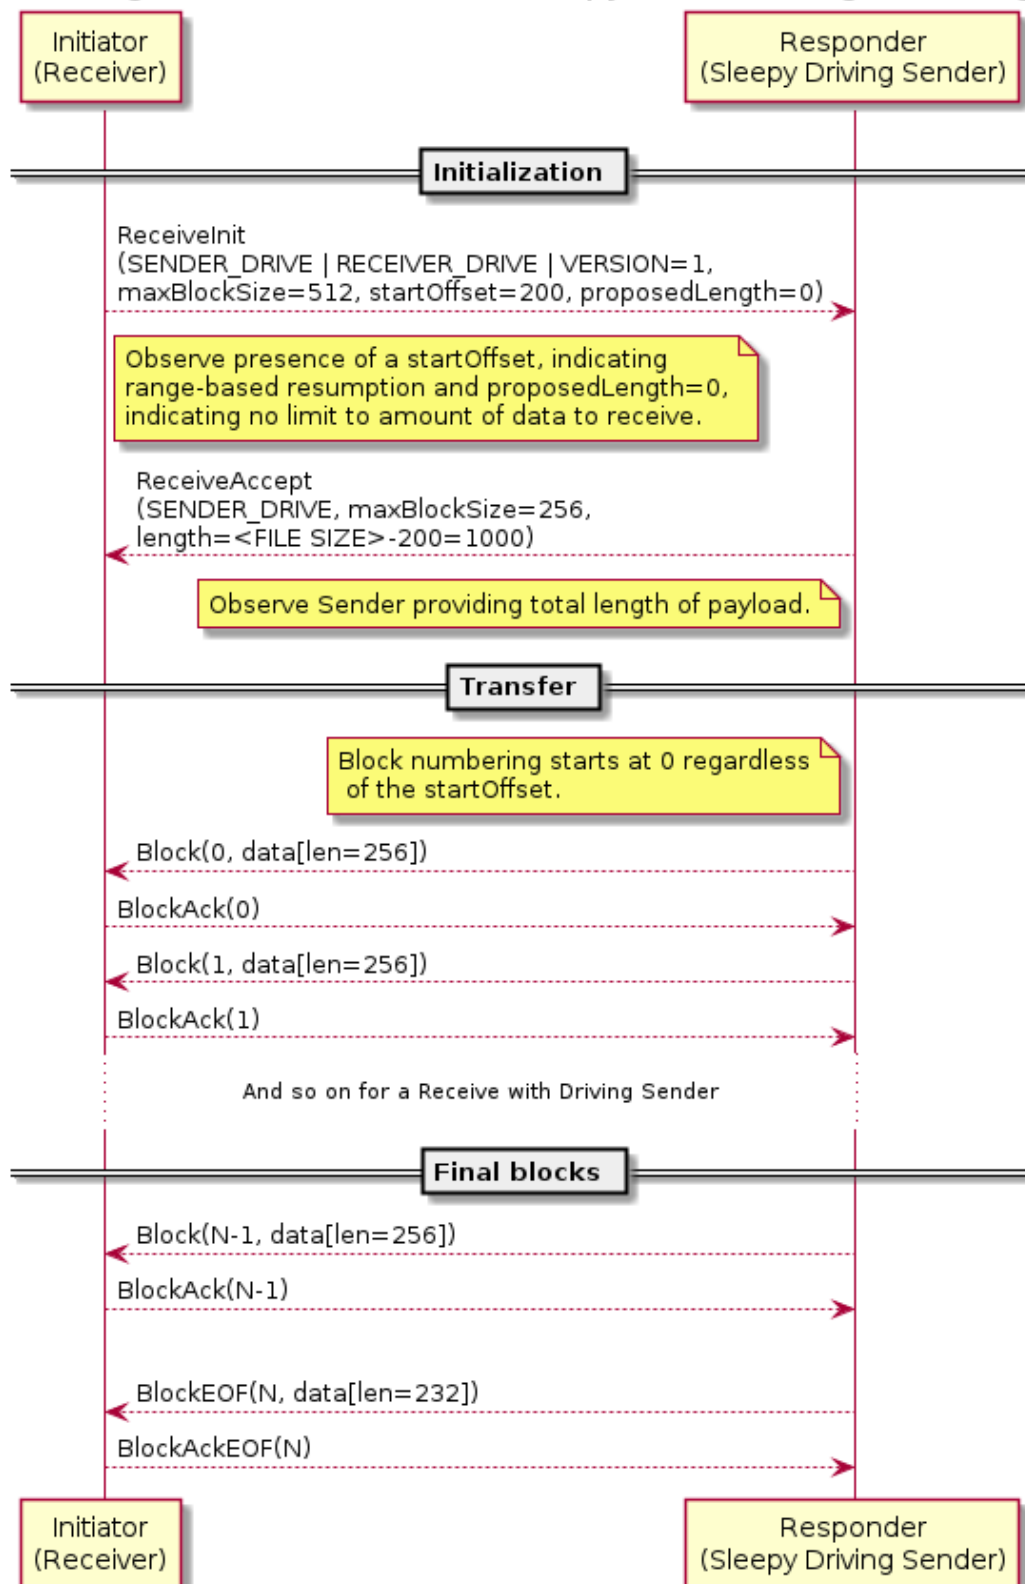 Initiator
(Receiver)
Responder
(Sleepy Driving Sender)
Initialization
ReceiveInit
(SENDER_DRIVE | RECEIVER_DRIVE | VERSION=1,
maxBlockSize=512, startOffset=200, proposedLength=0)
Observe presence of a startOffset, indicating
range-based resumption and proposedLength=0,
indicating no limit to amount of data to receive.
ReceiveAccept
(SENDER_DRIVE, maxBlockSize=256,
length=<FILE SIZE>-200=1000)
Observe Sender providing total length of payload.
Transfer
Block numbering starts at 0 regardless
of the startOffset.
Block(0, data[len=256])
BlockAck(0)
Block(1, data[len=256])
BlockAck(1)
And so on for a Receive with Driving Sender
Final blocks
Block(N-1, data[len=256])
BlockAck(N-1)
BlockEOF(N, data[len=232])
BlockAckEOF(N)
Initiator
(Receiver)
Responder
(Sleepy Driving Sender)